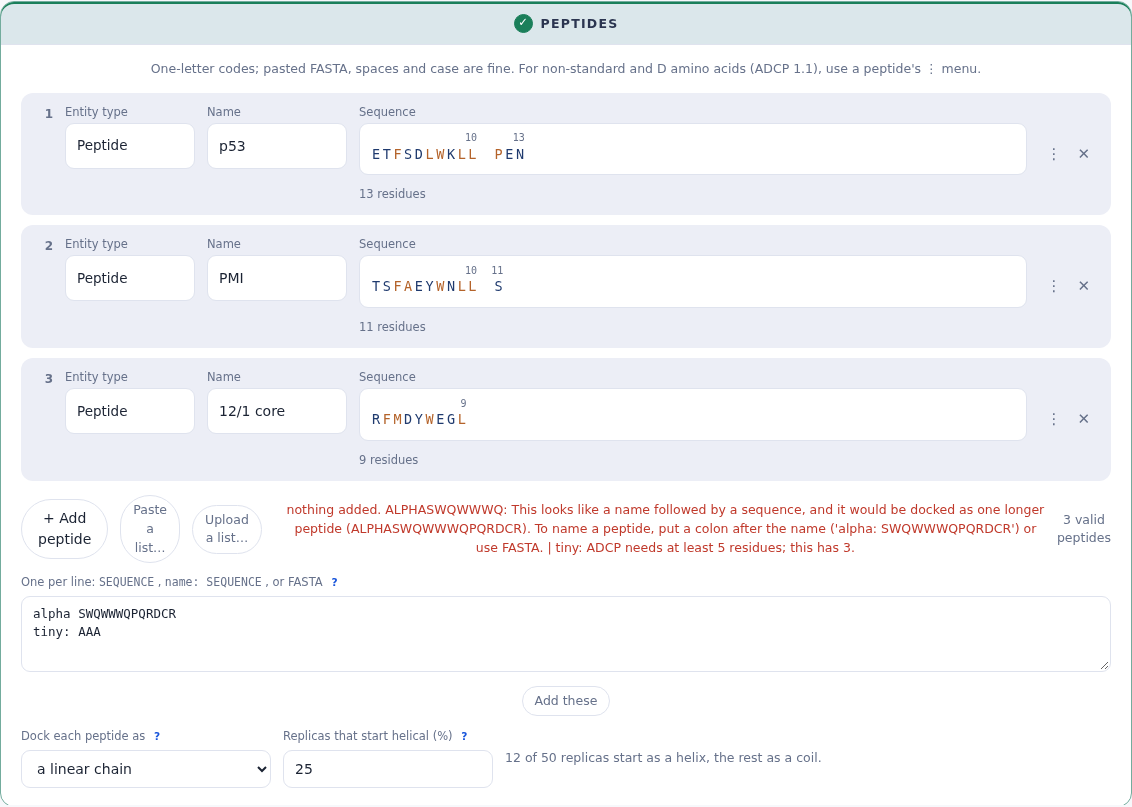 ✓ PEPTIDES
One-letter codes; pasted FASTA, spaces and case are fine. For non-standard and D amino acids (ADCP 1.1), use a peptide's ⋮ menu.
1 Entity type Name Sequence
10 13
Peptide p53 ETFSDLWKLL PEN ⋮ ✕
13 residues
2 Entity type Name Sequence
10 11
Peptide PMI TSFAEYWNLL S ⋮ ✕
11 residues
3 Entity type Name Sequence
9
Peptide 12/1 core RFMDYWEGL ⋮ ✕
9 residues
+ Add peptide
Paste a list...
Upload a list...
nothing added. ALPHASWQWWWQ: This looks like a name followed by a sequence, and it would be docked as one longer
peptide (ALPHASWQWWWQPQRDCR). To name a peptide, put a colon after the name ('alpha: SWQWWWQPQRDCR') or
use FASTA. | tiny: ADCP needs at least 5 residues; this has 3.
3 valid peptides
One per line: SEQUENCE , name: SEQUENCE , or FASTA ?
alpha SWQWWWQPQRDCR
tiny: AAA
Add these
Dock each peptide as ? Replicas that start helical (%) ?
a linear chain 25 12 of 50 replicas start as a helix, the rest as a coil.